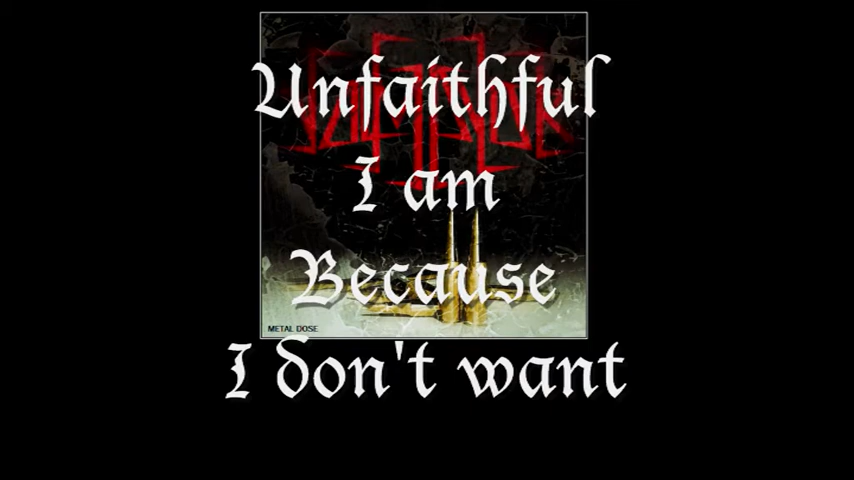 Unfaithful
I am
Because
METAL DOSE
I don't want